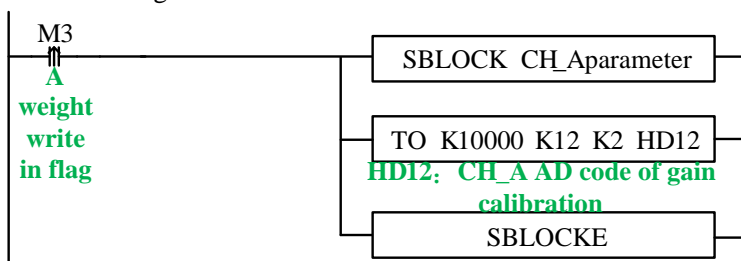 M3
A
weight
write
in flag
SBLOCK CH_Aparameter
TO K10000 K12 K2 HD12
HD12：CH_A AD code of gain
calibration
SBLOCKE